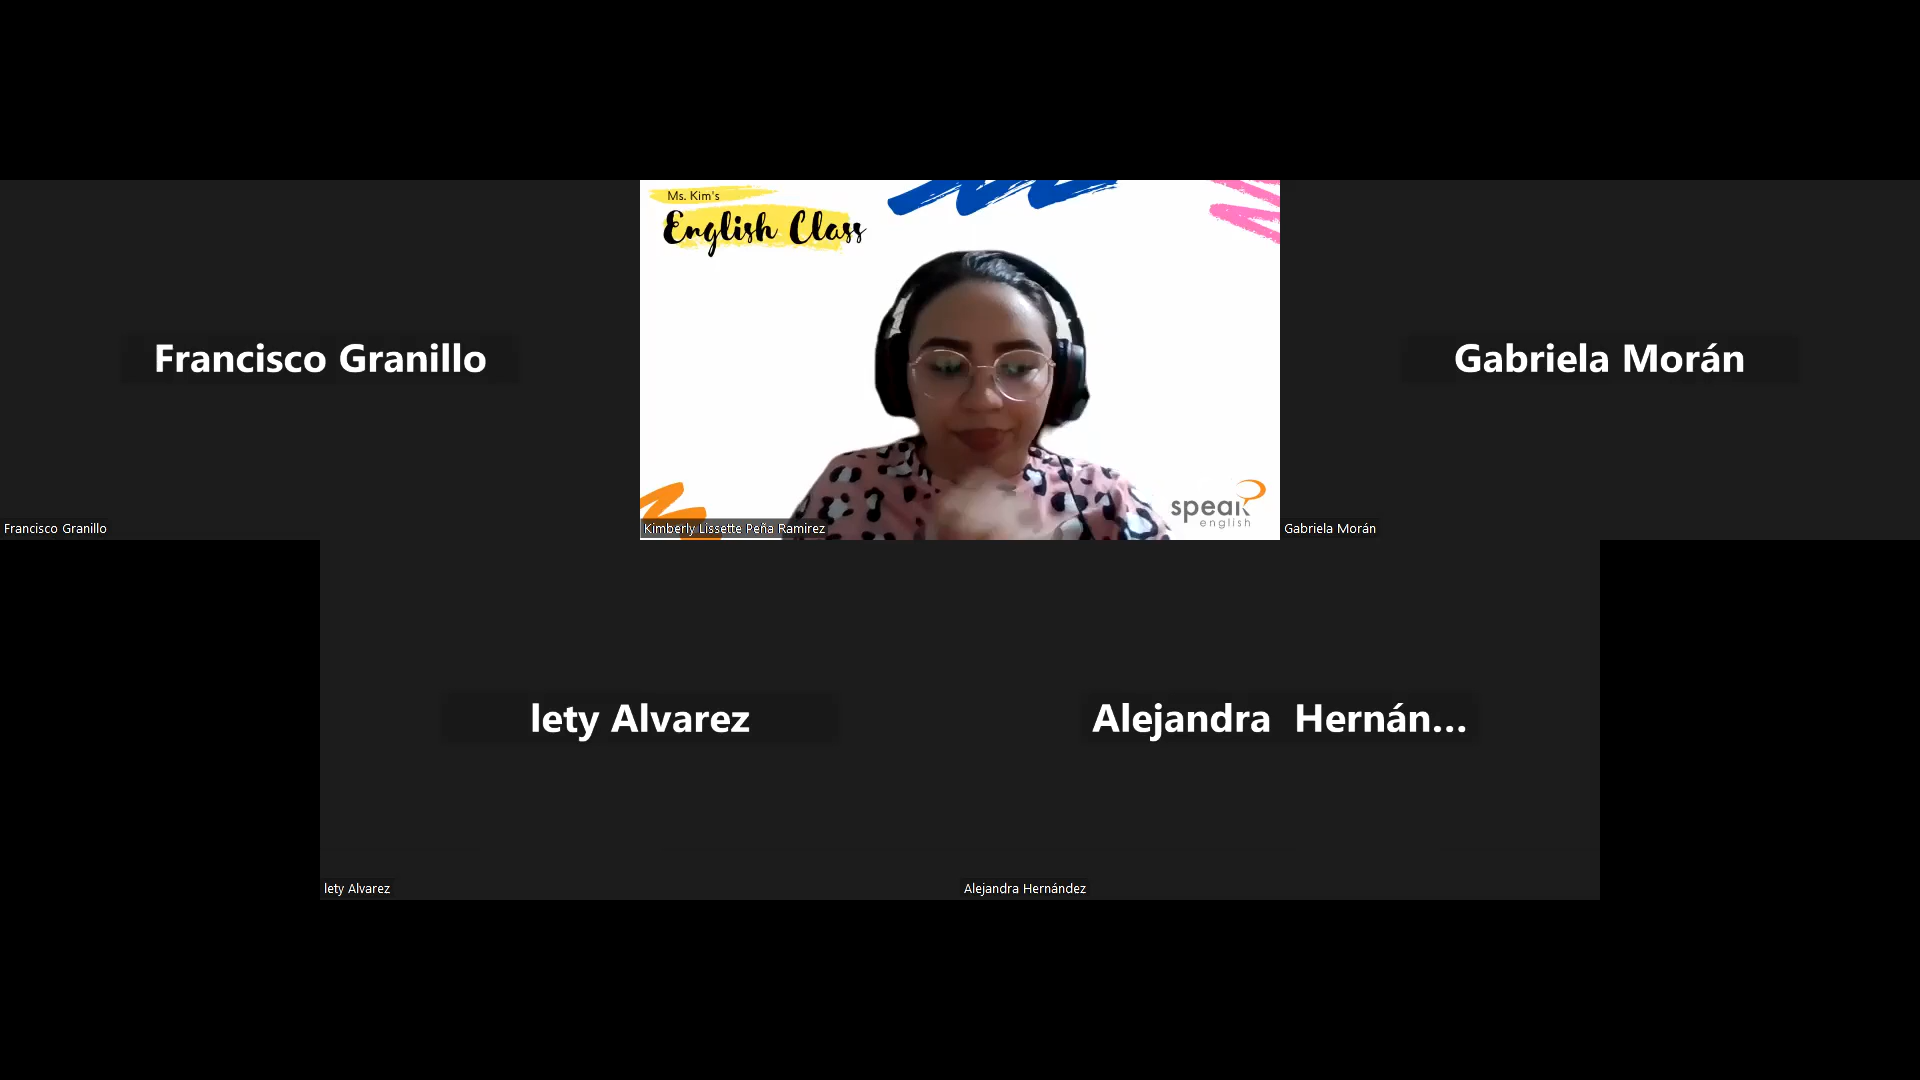 Ms. Kim's
English Class
Francisco Granillo
Gabriela Morán
speak
english
Francisco Granillo
Kimberly Lissette Peña Ramirez
Gabriela Morán
lety Alvarez
Alejandra Hernán...
lety Alvarez
Alejandra Hernández